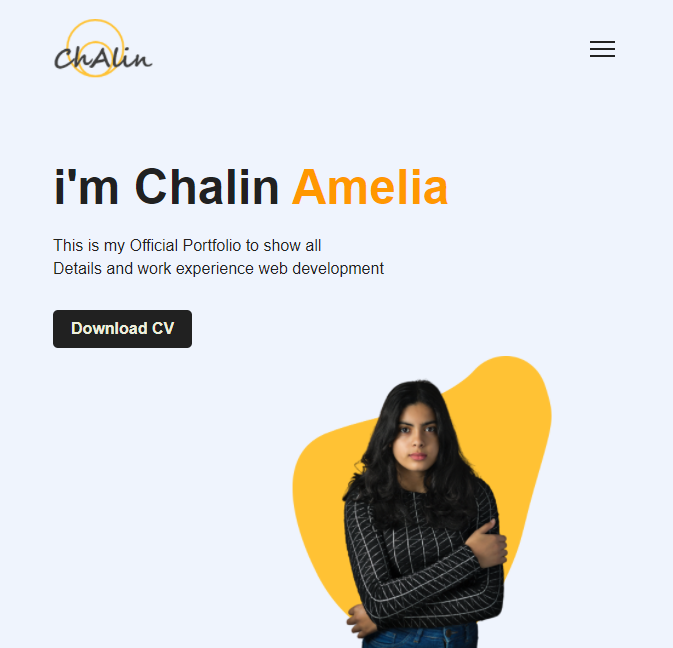 ChAlin
i'm Chalin Amelia
This is my Official Portfolio to show all
Details and work experience web development
Download CV